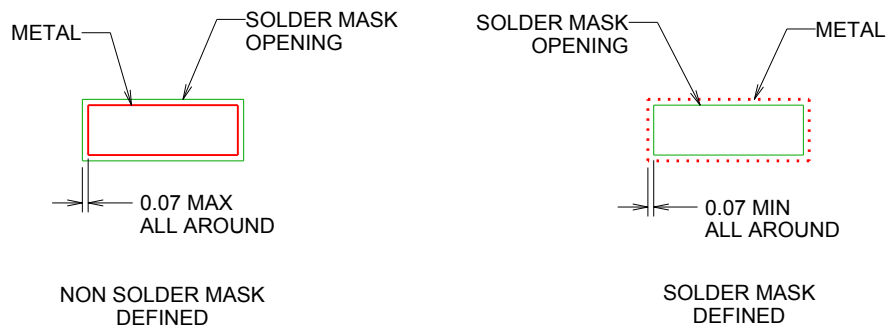 METAL
SOLDER MASK
OPENING
0.07 MAX
ALL AROUND
NON SOLDER MASK
DEFINED
SOLDER MASK
OPENING
METAL
0.07 MIN
ALL AROUND
SOLDER MASK
DEFINED